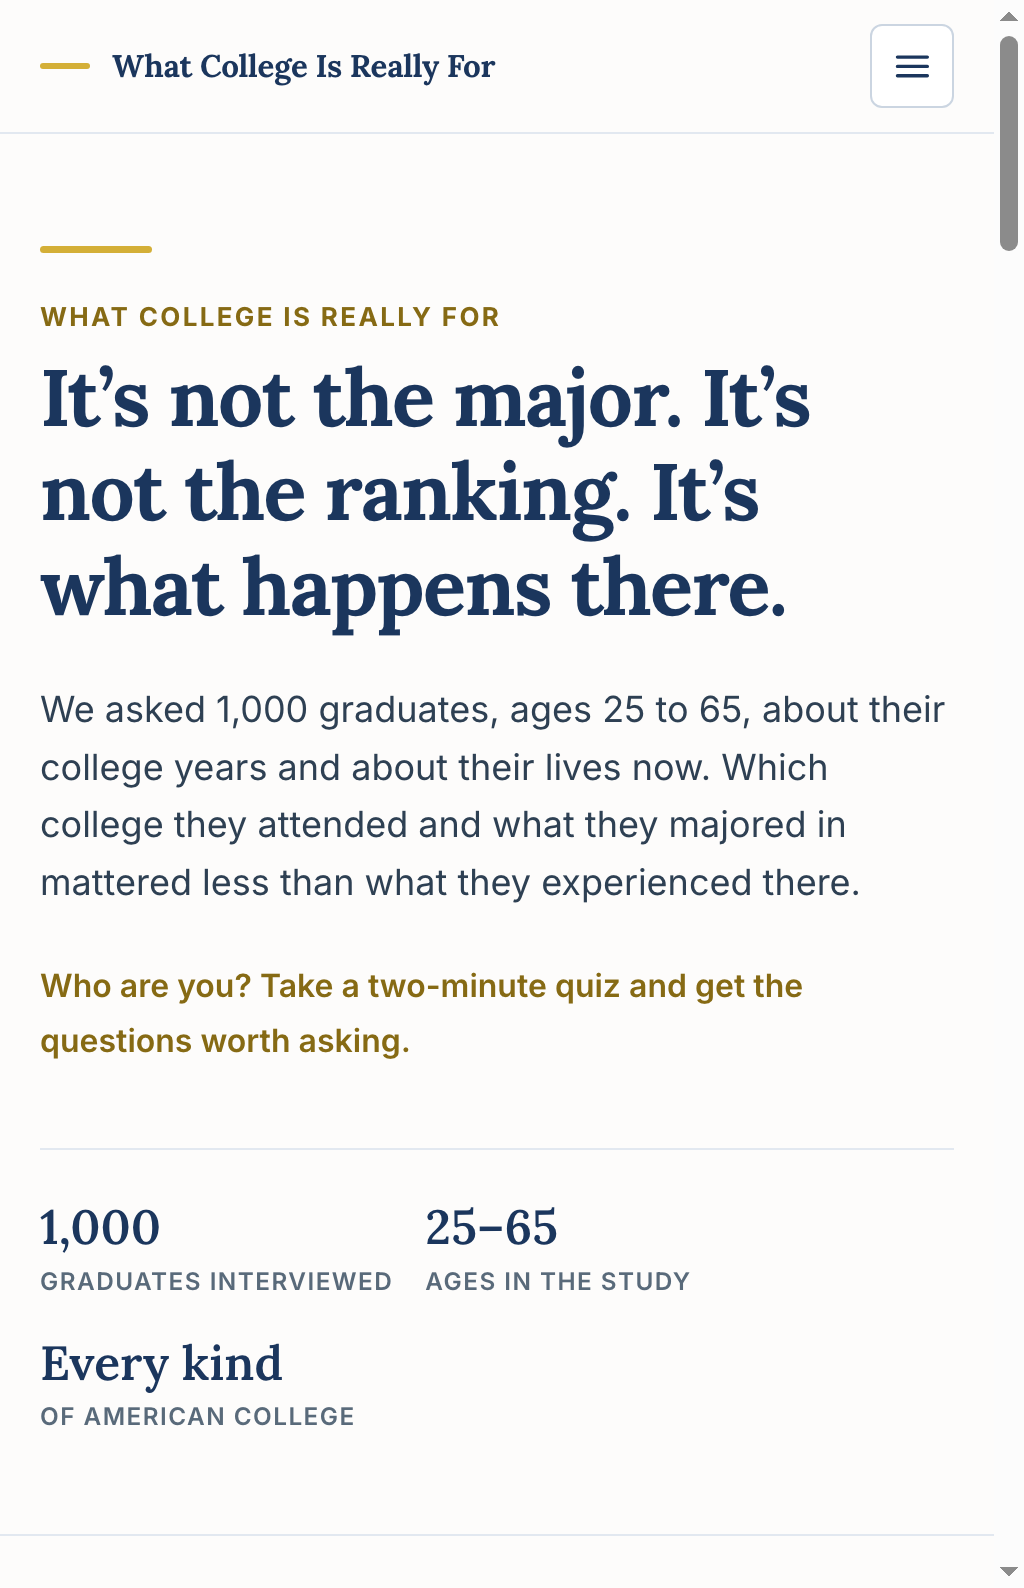 What College Is Really For
WHAT COLLEGE IS REALLY FOR
It’s not the major. It’s
not the ranking. It’s
what happens there.
We asked 1,000 graduates, ages 25 to 65, about their
college years and about their lives now. Which
college they attended and what they majored in
mattered less than what they experienced there.
Who are you? Take a two-minute quiz and get the
questions worth asking.
1,000
GRADUATES INTERVIEWED
25–65
AGES IN THE STUDY
Every kind
OF AMERICAN COLLEGE